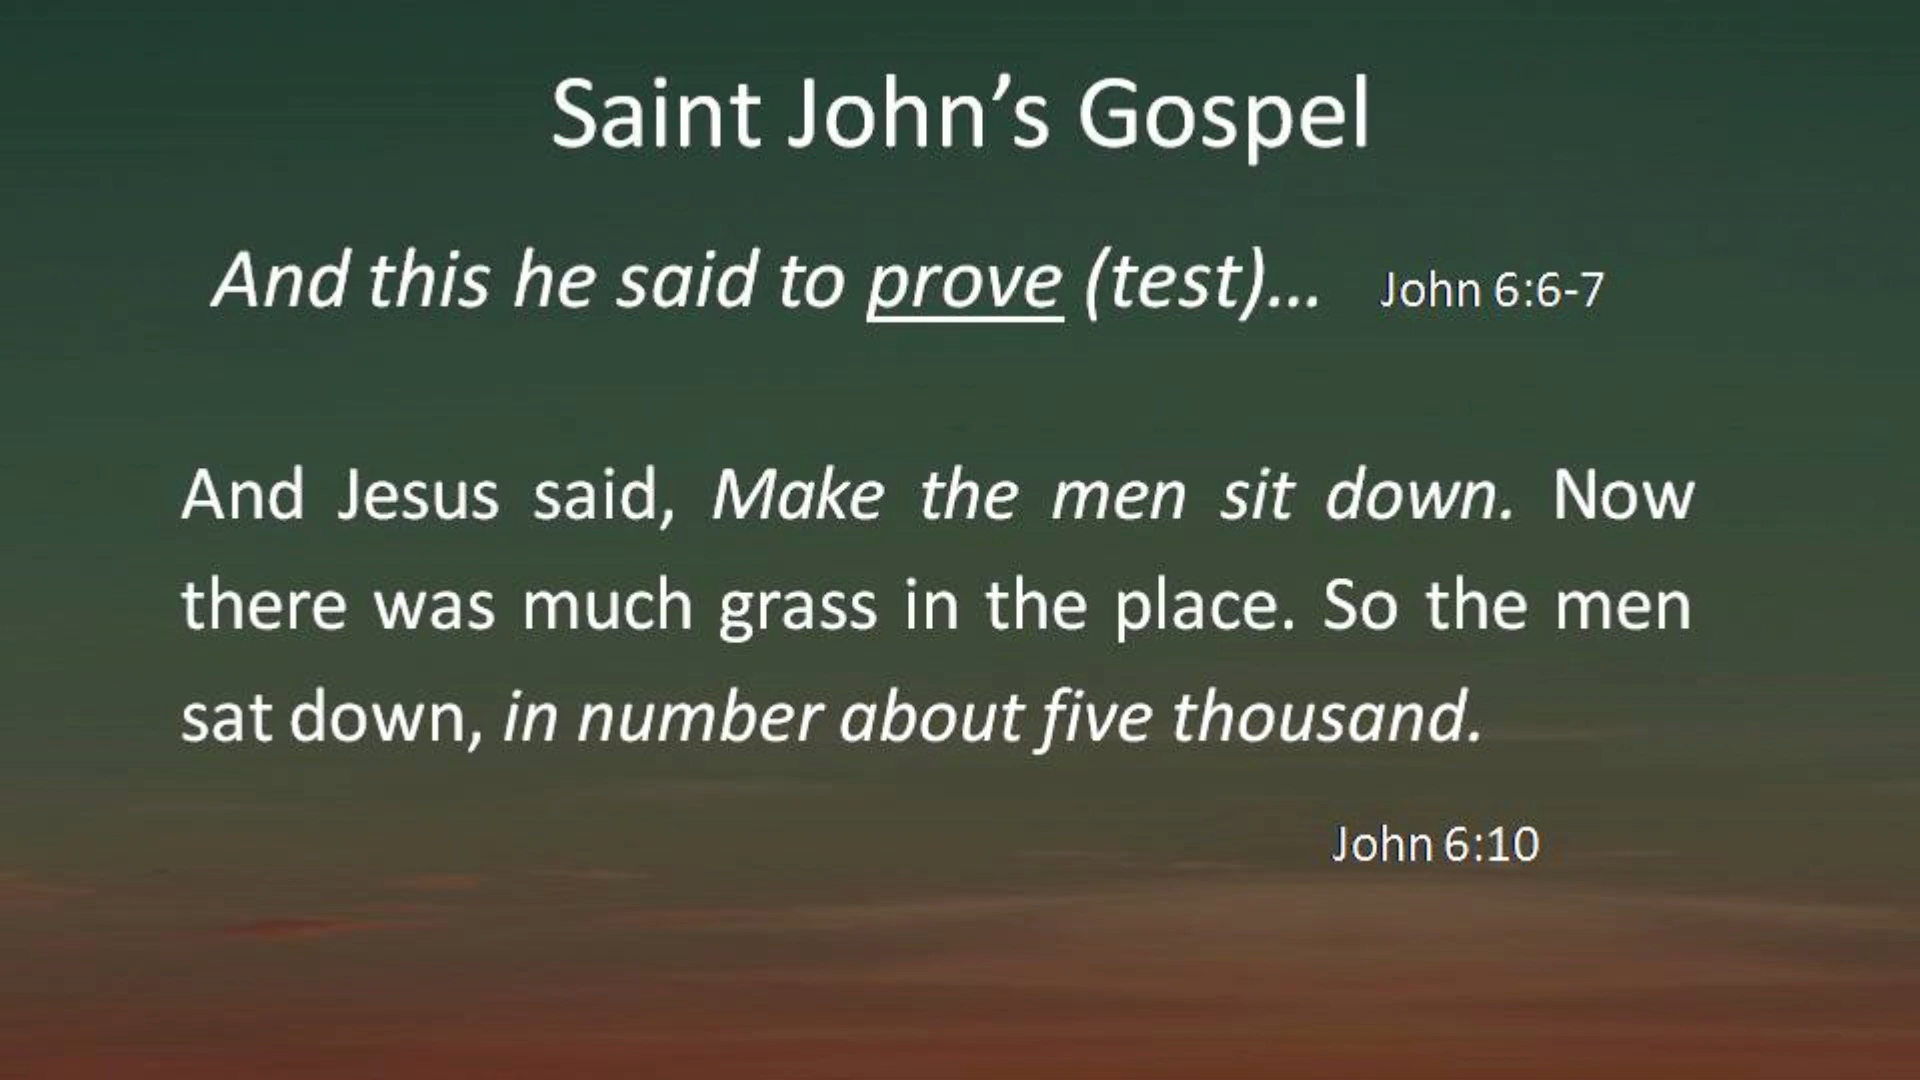 Saint John’s Gospel
And this he said to prove (test)... John 6:6-7
And Jesus said, Make the men sit down. Now
there was much grass in the place. So the men
sat down, in number about five thousand.
John 6:10